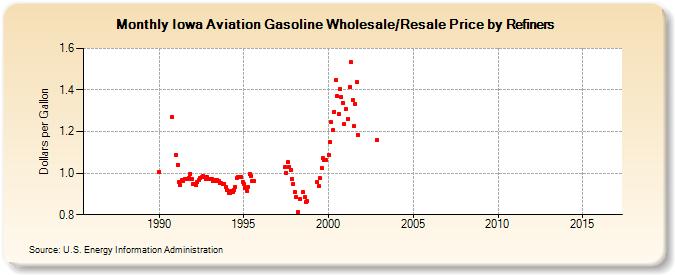 Monthly Iowa Aviation Gasoline Wholesale/Resale Price by Refiners
Dollars per Gallon
1.6
1.4
1.2
1.0
0.8
1990 1995 2000 2005 2010 2015
Source: U.S. Energy Information Administration